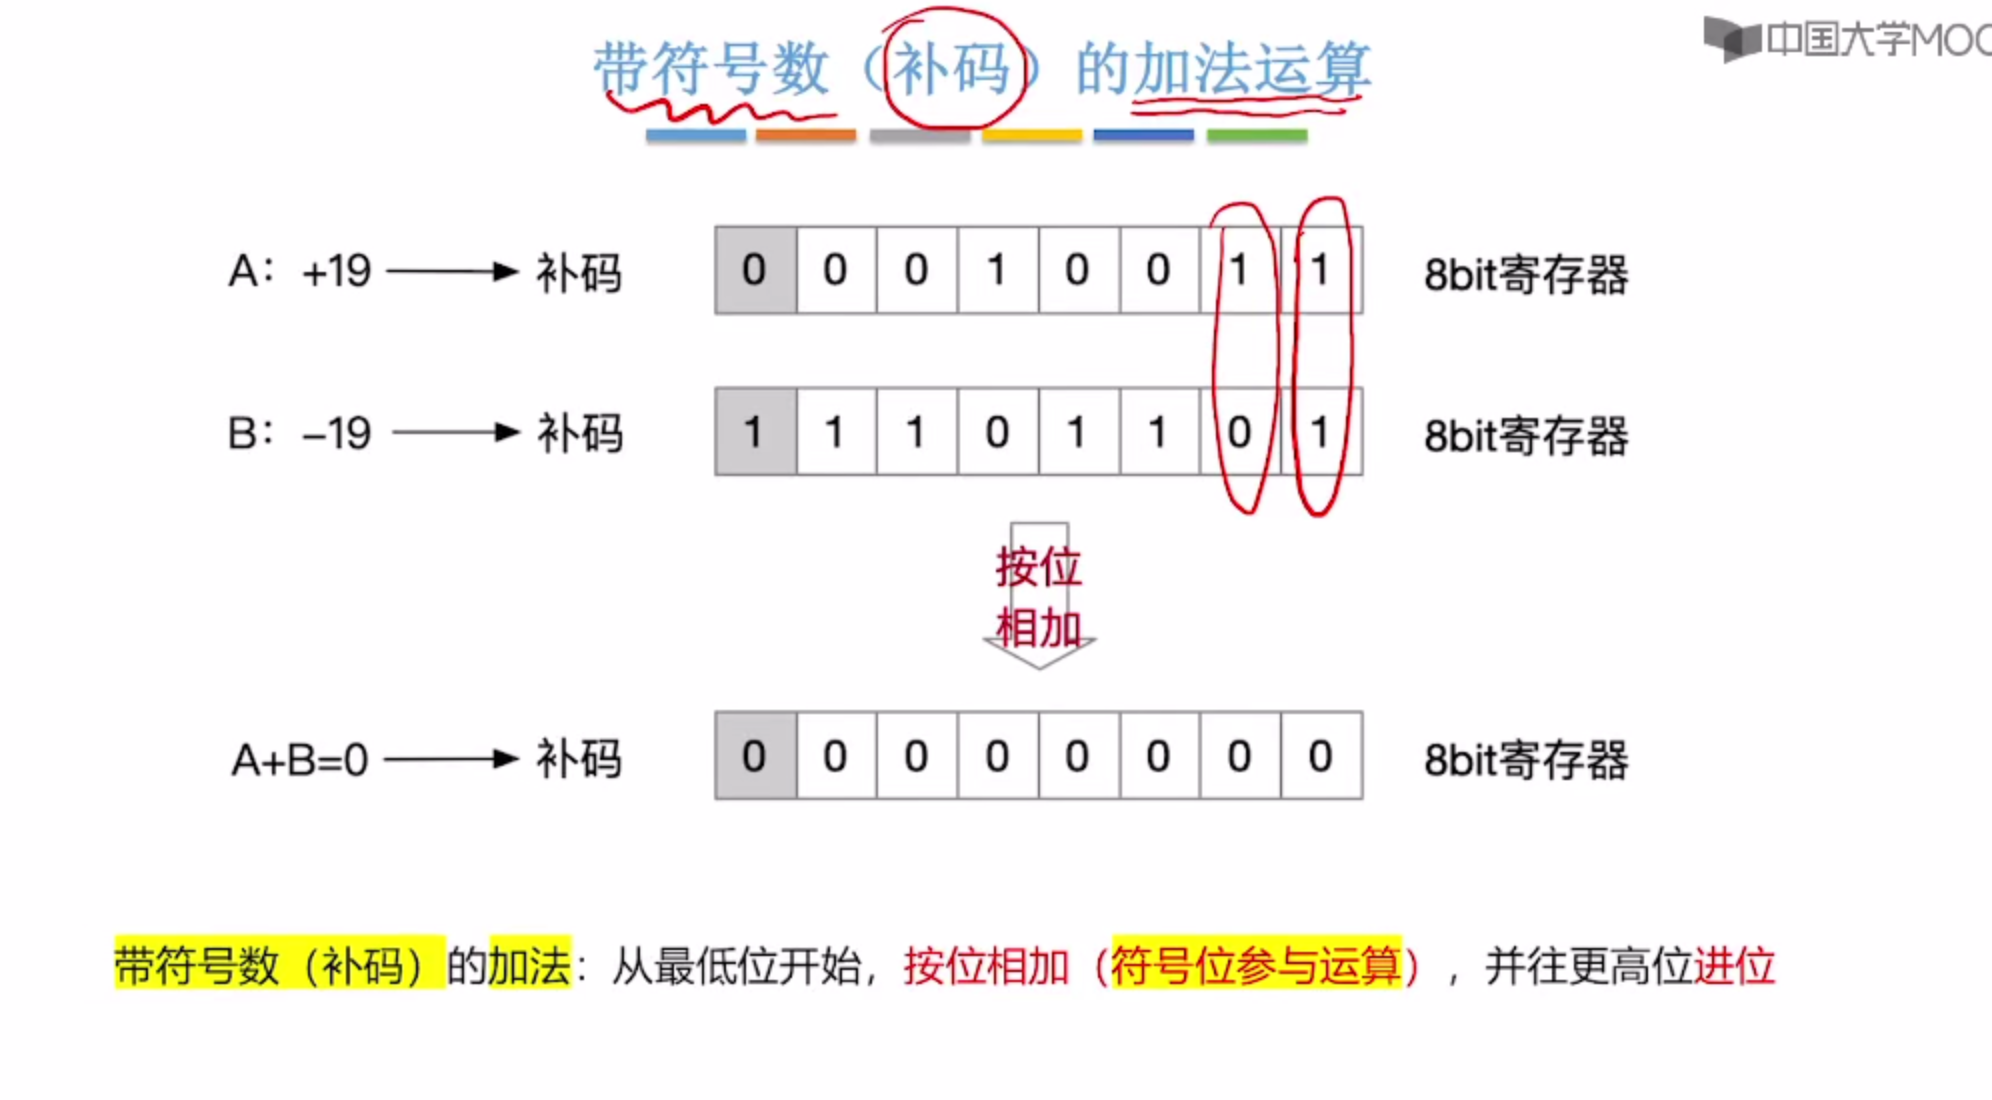 中国大学MOO
带符号数（补码）的加法运算
A：+19 补码 0 0 0 1 0 0 1 1 8bit寄存器
B：−19 补码 1 1 1 0 1 1 0 1 8bit寄存器
按位
相加
A+B=0 补码 0 0 0 0 0 0 0 0 8bit寄存器
带符号数（补码）的加法：从最低位开始，按位相加（符号位参与运算），并往更高位进位